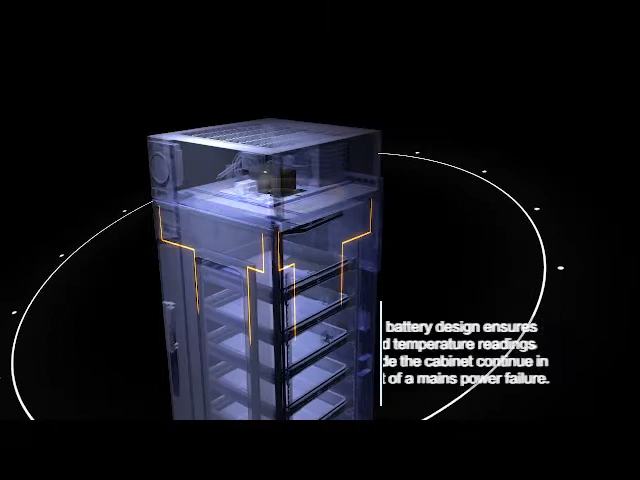 battery design ensures
d temperature readings
de the cabinet continue in
t of a mains power failure.